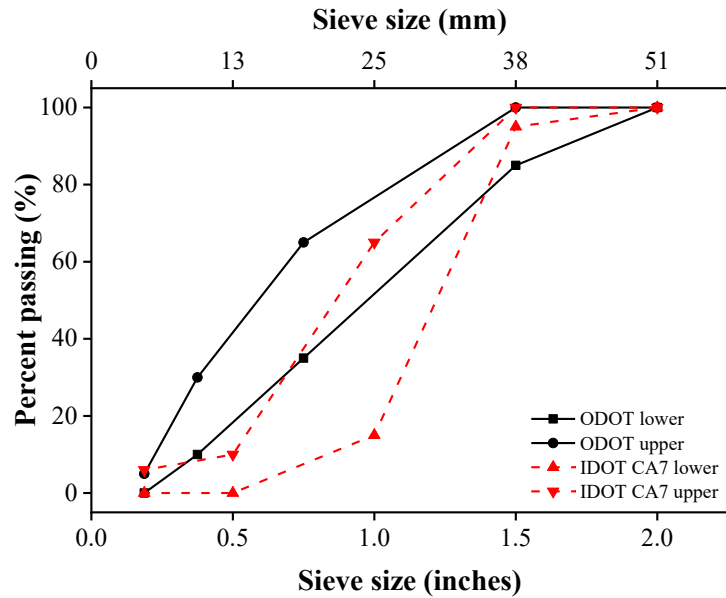 Sieve size (mm)
0 13 25 38 51
Percent passing (%)
100
80
60
40
20
0
ODOT lower
ODOT upper
IDOT CA7 lower
IDOT CA7 upper
0.0 0.5 1.0 1.5 2.0
Sieve size (inches)